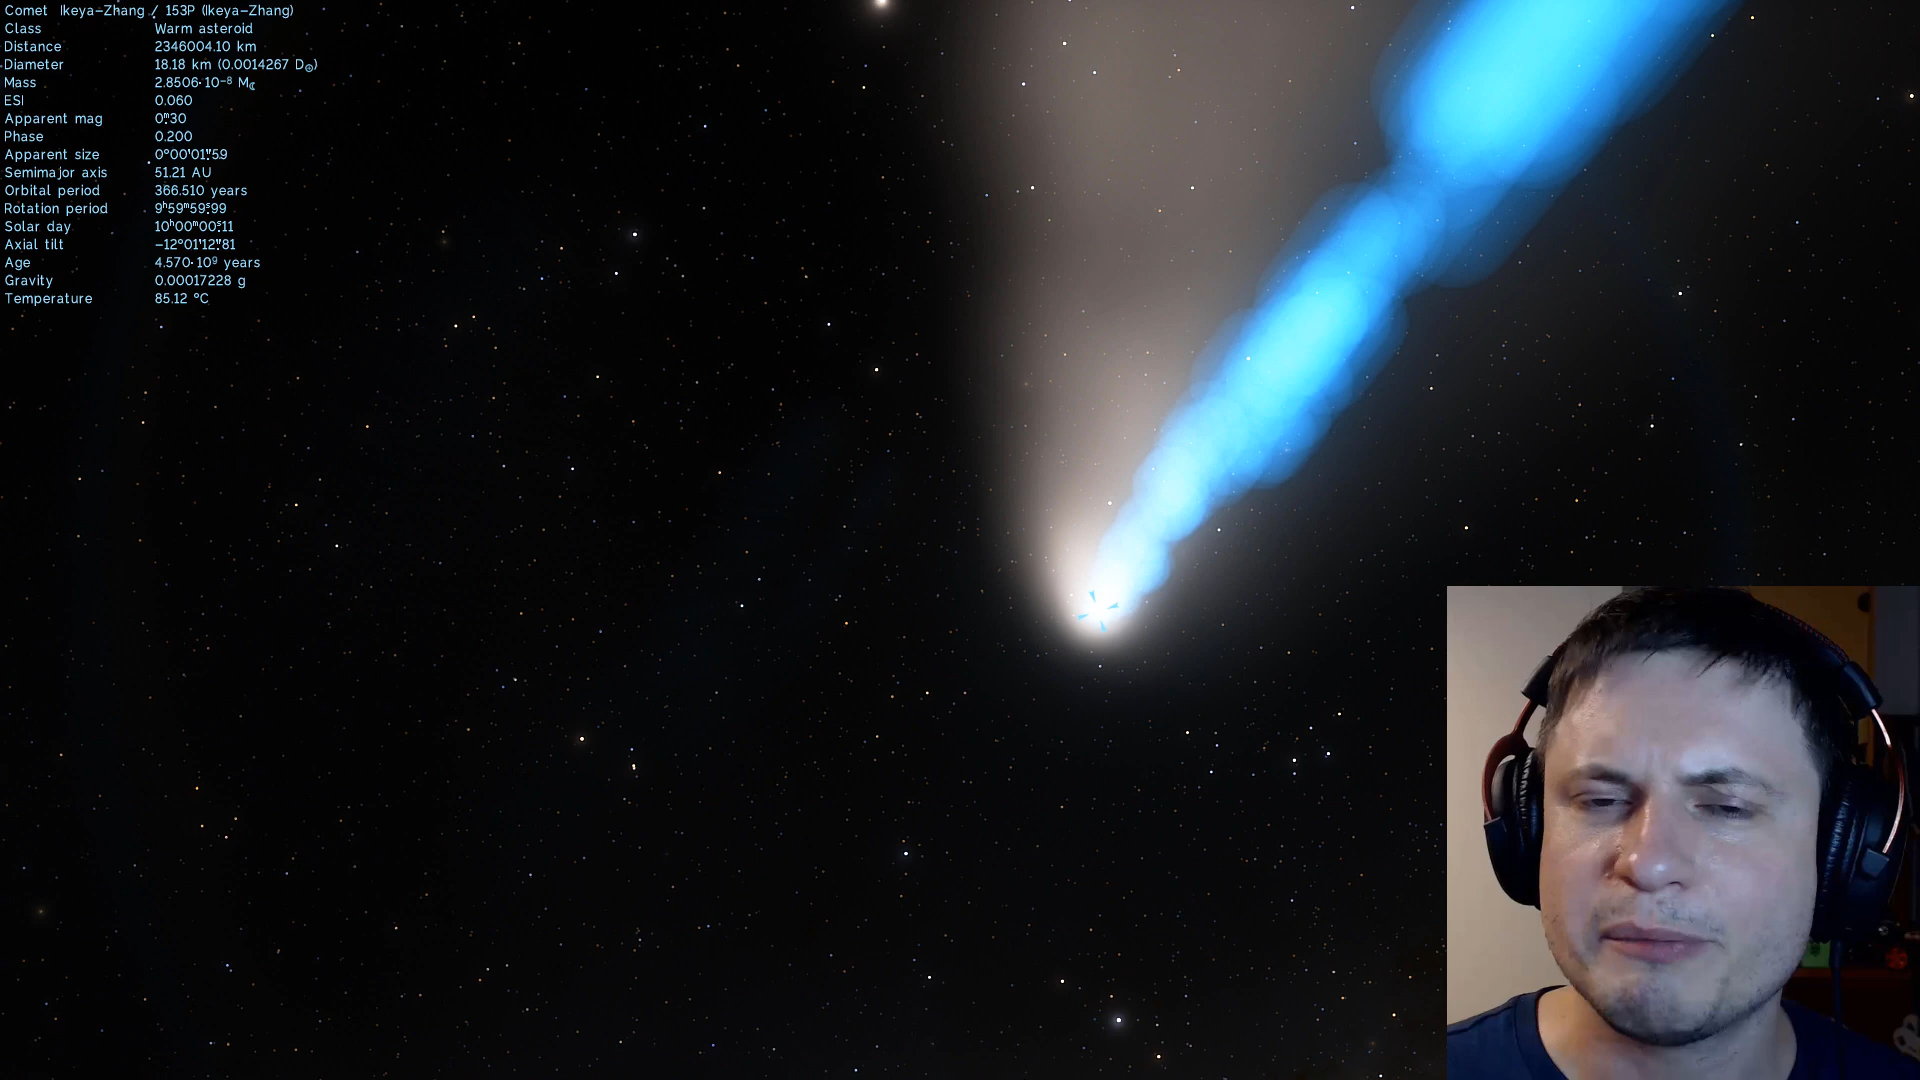 Comet Ikeya–Zhang / 153P (Ikeya–Zhang)
Class Warm asteroid
Distance 2346004.10 km
Diameter 18.18 km (0.0014267 D⊕)
Mass 2.8506·10⁻⁸ M☾
ESI 0.060
Apparent mag 0ᵐ.30
Phase 0.200
Apparent size 0°00'01".59
Semimajor axis 51.21 AU
Orbital period 366.510 years
Rotation period 9ʰ59ᵐ59ˢ.99
Solar day 10ʰ00ᵐ00ˢ.11
Axial tilt −12°01'12".81
Age 4.570·10⁹ years
Gravity 0.00017228 g
Temperature 85.12 °C